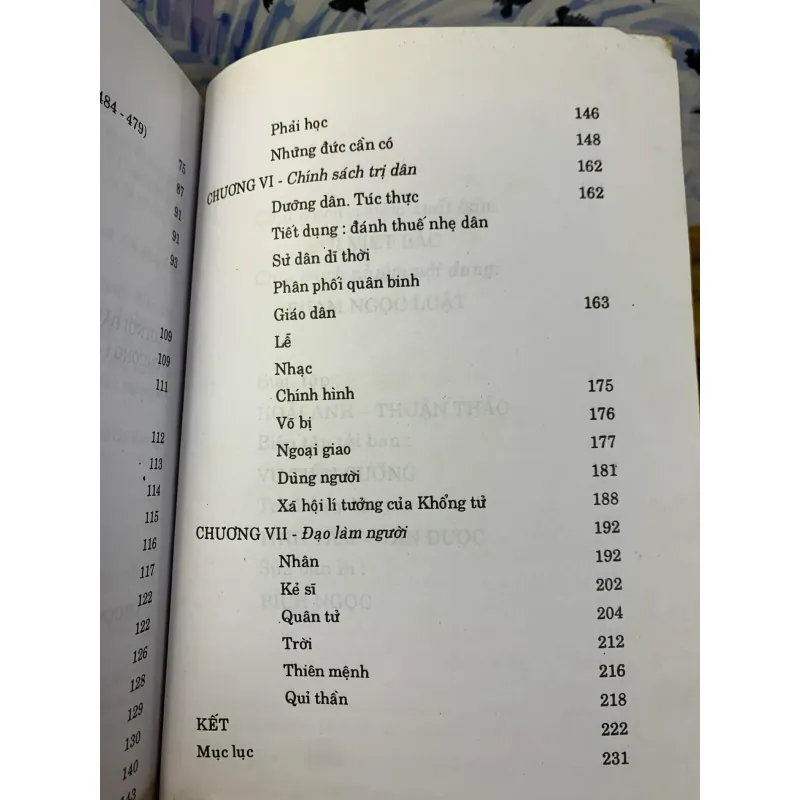 484 - 479)
75
87
91
91
93
109
109
111
112
113
114
115
116
117
122
122
126
128
129
130
140
143
Phải học 146
Những đức cần có 148
CHƯƠNG VI - Chính sách trị dân 162
Dưỡng dân. Túc thực 162
Tiết dụng : đánh thuế nhẹ dân
Sử dân dĩ thời
Phân phối quân binh
Giáo dân 163
Lễ
Nhạc
Chính hình 175
Võ bị 176
Ngoại giao 177
Dùng người 181
Xã hội lí tưởng của Khổng tử 188
CHƯƠNG VII - Đạo làm người 192
Nhân 192
Kẻ sĩ 202
Quân tử 204
Trời 212
Thiên mệnh 216
Quỉ thần 218
KẾT 222
Mục lục 231